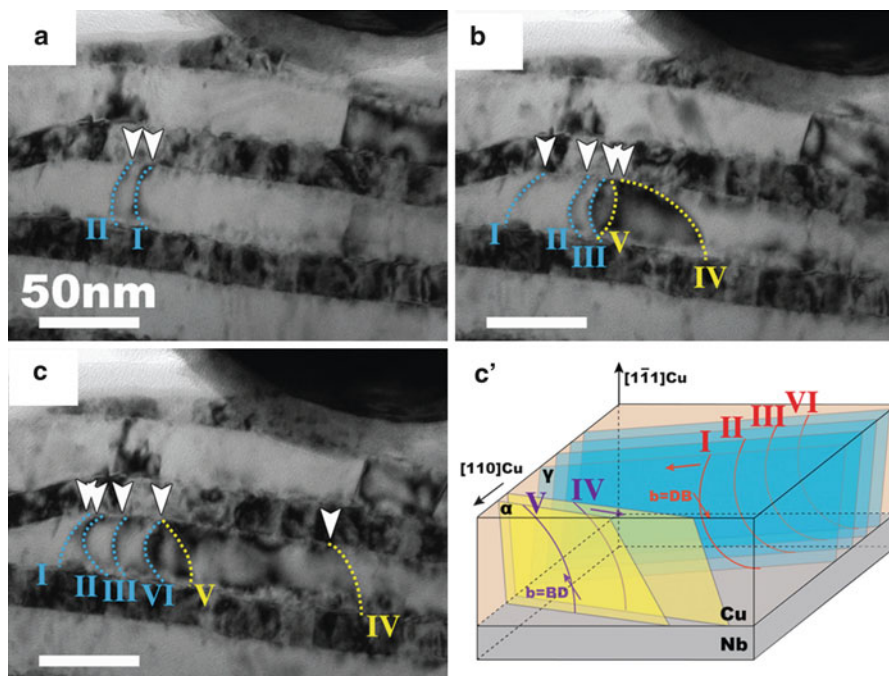 a
II
I
50nm
b
I
II
III
V
IV
c
I
II
III
VI
V
IV
c'
[11̄1]Cu
[110]Cu
γ
α
V
IV
I
II
III
VI
b=DB
b=BD
Cu
Nb